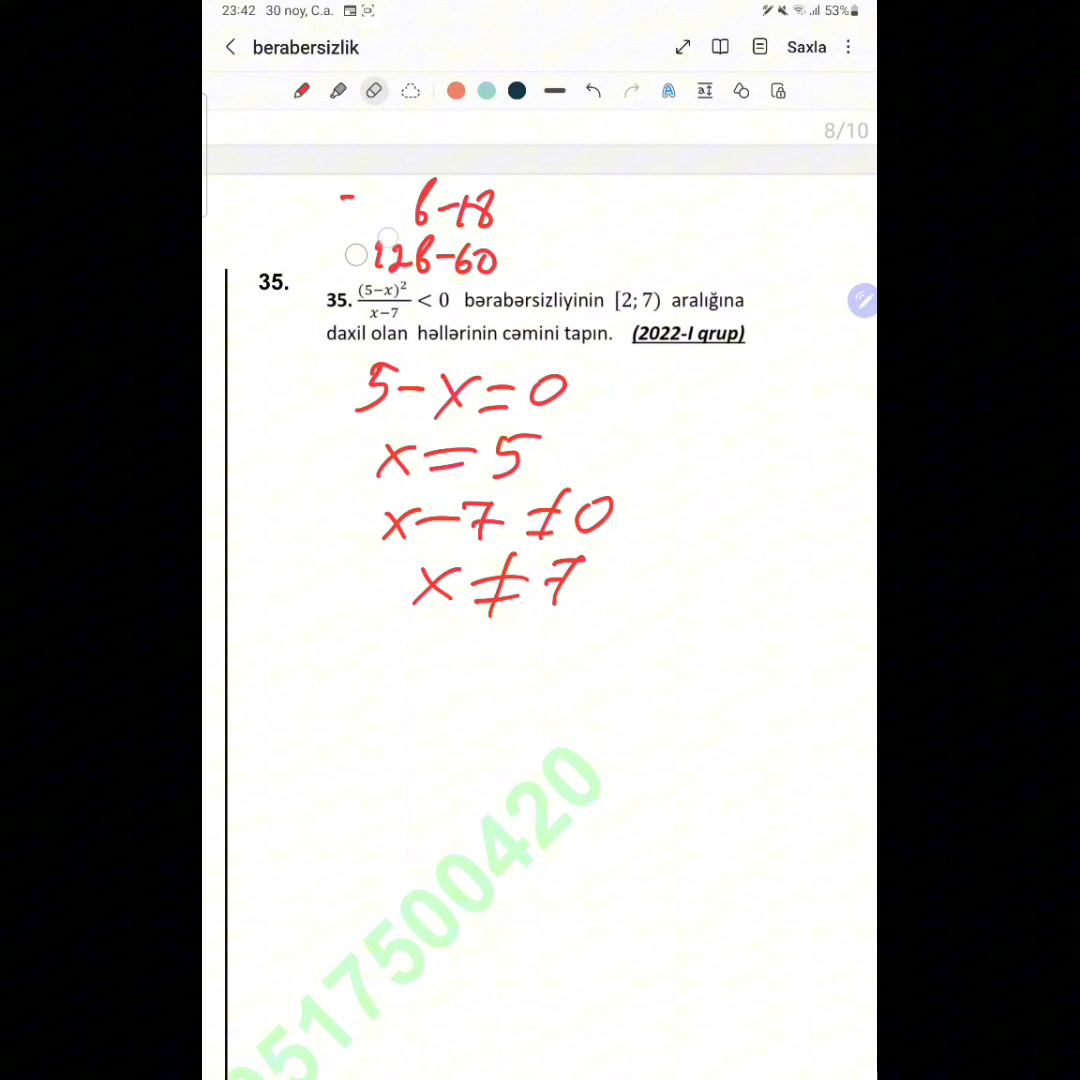 23:42 30 noy, C.a. 53%
berabersizlik Saxla
8/10
- 6-18
126-60
35.
35. (5−x)²/x−7 < 0 bərabərsizliyinin [2; 7) aralığına
daxil olan həllərinin cəmini tapın. (2022-I qrup)
5-x=0
x=5
x-7≠0
x≠7
0517500420